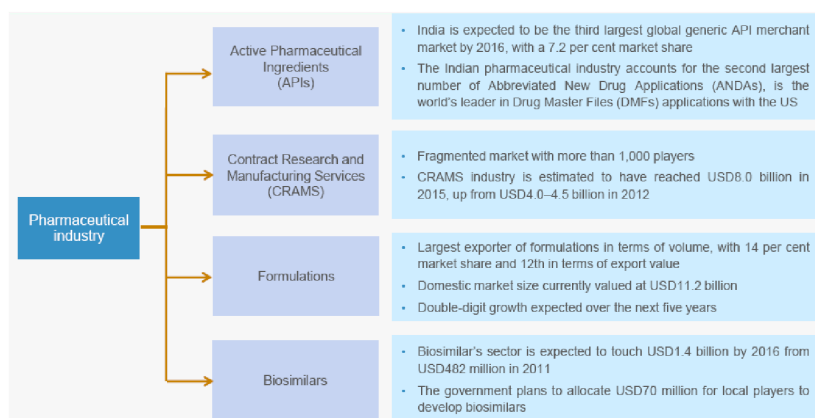 Pharmaceutical
industry
Active Pharmaceutical
Ingredients
(APIs)
• India is expected to be the third largest global generic API merchant
market by 2016, with a 7.2 per cent market share
• The Indian pharmaceutical industry accounts for the second largest
number of Abbreviated New Drug Applications (ANDAs), is the
world's leader in Drug Master Files (DMFs) applications with the US
Contract Research and
Manufacturing Services
(CRAMS)
• Fragmented market with more than 1,000 players
• CRAMS industry is estimated to have reached USD8.0 billion in
2015, up from USD4.0–4.5 billion in 2012
Formulations
• Largest exporter of formulations in terms of volume, with 14 per cent
market share and 12th in terms of export value
• Domestic market size currently valued at USD11.2 billion
• Double-digit growth expected over the next five years
Biosimilars
• Biosimilar's sector is expected to touch USD1.4 billion by 2016 from
USD482 million in 2011
• The government plans to allocate USD70 million for local players to
develop biosimilars